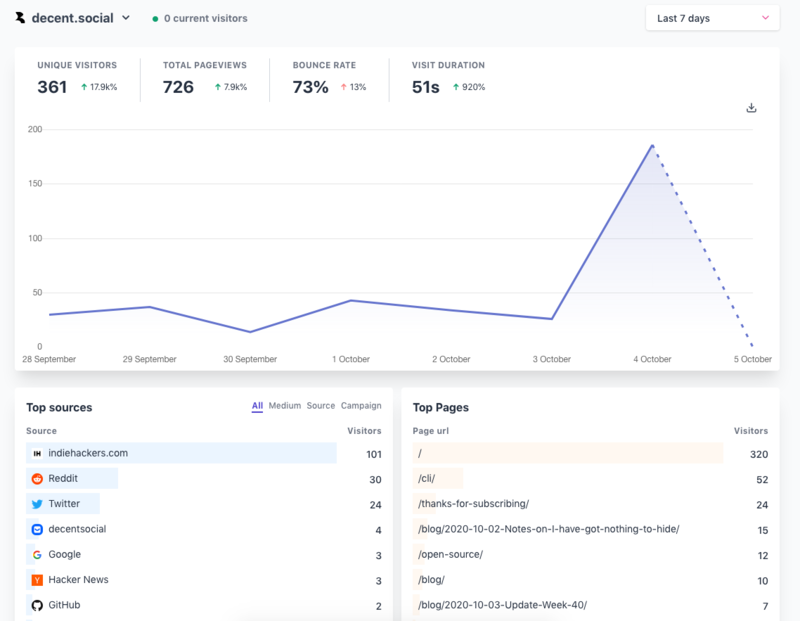 decent.social
0 current visitors
Last 7 days
UNIQUE VISITORS
TOTAL PAGEVIEWS
BOUNCE RATE
VISIT DURATION
361 ↑ 17.9k%
726 ↑ 7.9k%
73% ↑ 13%
51s ↑ 920%
200
150
100
50
0
28 September
29 September
30 September
1 October
2 October
3 October
4 October
5 October
Top sources
All Medium Source Campaign
Source Visitors
IH indiehackers.com 101
Reddit 30
Twitter 24
decentsocial 4
G Google 3
Y Hacker News 3
GitHub 2
Top Pages
Page url Visitors
/ 320
/cli/ 52
/thanks-for-subscribing/ 24
/blog/2020-10-02-Notes-on-I-have-got-nothing-to-hide/ 15
/open-source/ 12
/blog/ 10
/blog/2020-10-03-Update-Week-40/ 7